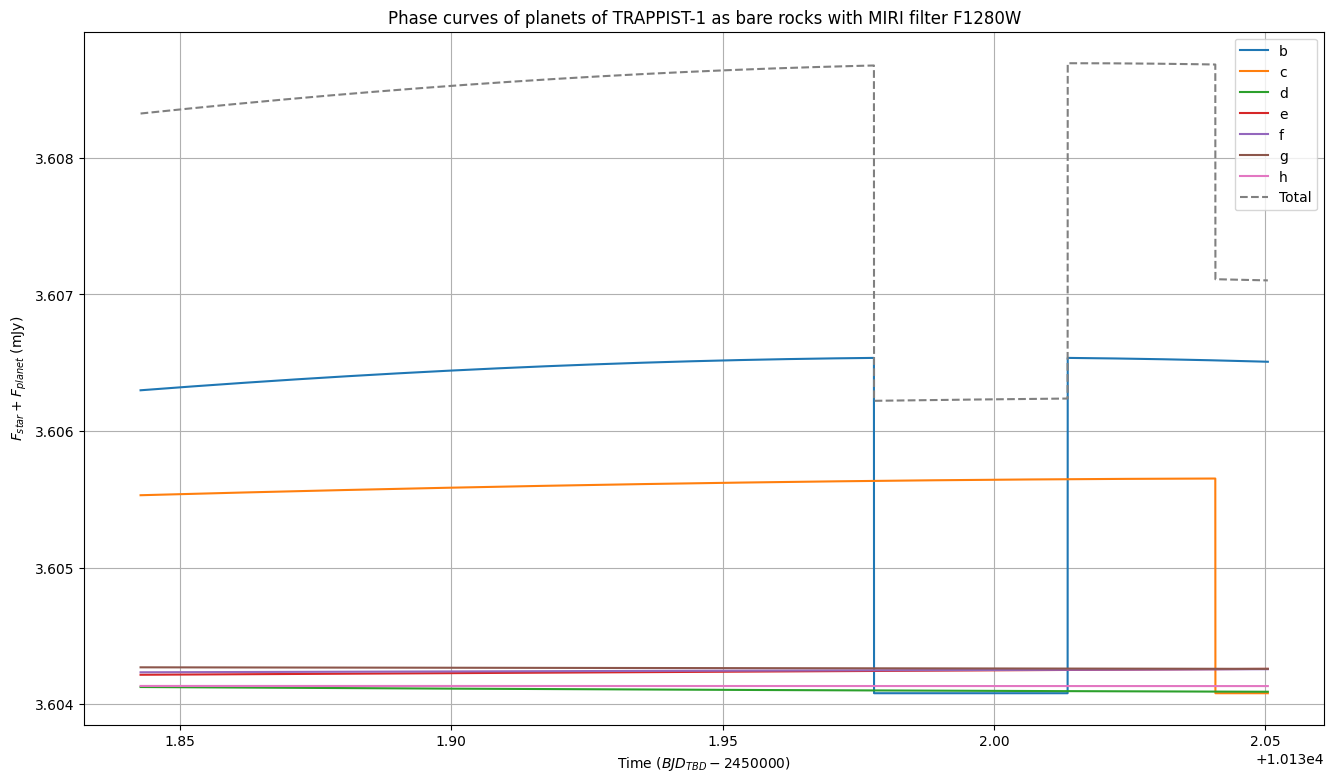 Phase curves of planets of TRAPPIST-1 as bare rocks with MIRI filter F1280W
b
c
d
e
f
g
h
Total
3.608
3.607
3.606
3.605
3.604
F_star + F_planet (mJy)
1.85
1.90
1.95
2.00
2.05
+1.013e4
Time (BJD_TBD − 2450000)